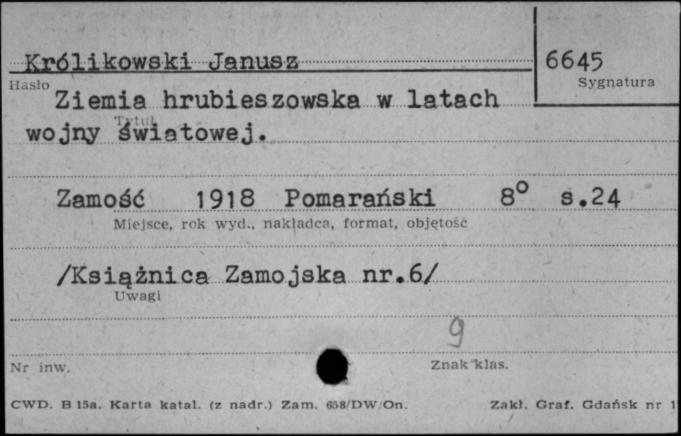 Królikowski Janusz
6645
Hasło
Sygnatura
Ziemia hrubieszowska w latach
Tytuł
wojny światowej.
Zamość 1918 Pomarański 8° s.24
Miejsce, rok wyd., nakładca, format, objętość
/Książnica Zamojska nr.6/
Uwagi
9
Nr inw.
Znak klas.
CWD. B 15a. Karta katal. (z nadr.) Zam. 658/DW/On.
Zakł. Graf. Gdańsk nr 1